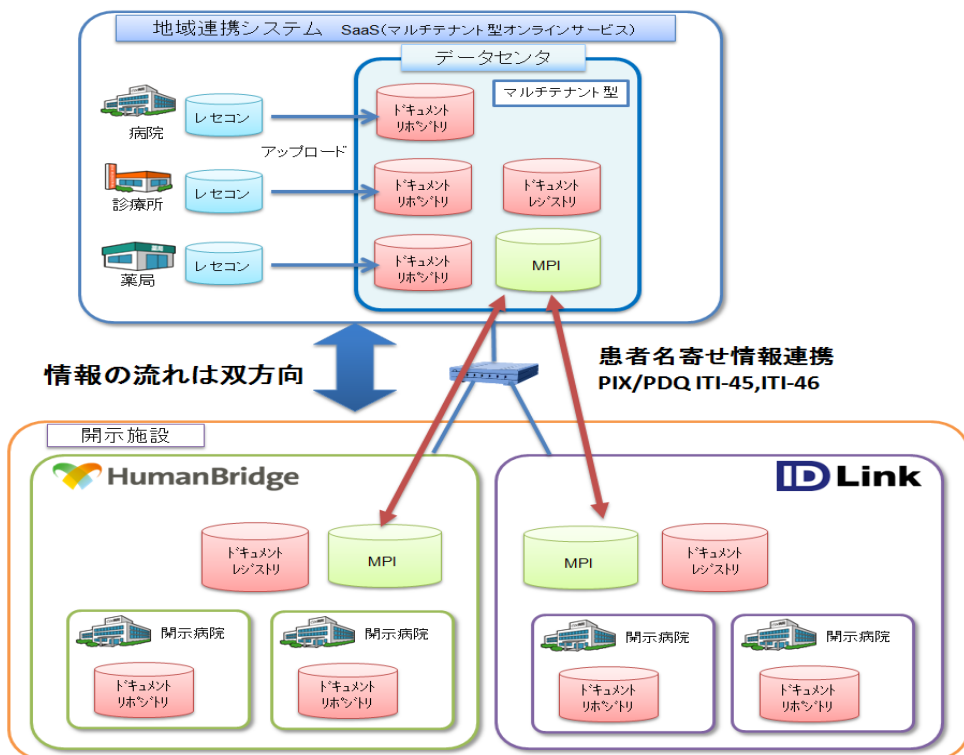 地域連携システム SaaS(マルチテナント型オンラインサービス)
データセンタ
マルチテナント型
病院
レセコン
アップロード
ドキュメント
リポジトリ
診療所
レセコン
ドキュメント
リポジトリ
ドキュメント
レジストリ
薬局
薬局
レセコン
ドキュメント
リポジトリ
MPI
情報の流れは双方向
患者名寄せ情報連携
PIX/PDQ ITI-45,ITI-46
開示施設
HumanBridge
ID Link
ドキュメント
レジストリ
MPI
MPI
ドキュメント
レジストリ
開示病院
ドキュメント
リポジトリ
開示病院
ドキュメント
リポジトリ
開示病院
ドキュメント
リポジトリ
開示病院
ドキュメント
リポジトリ